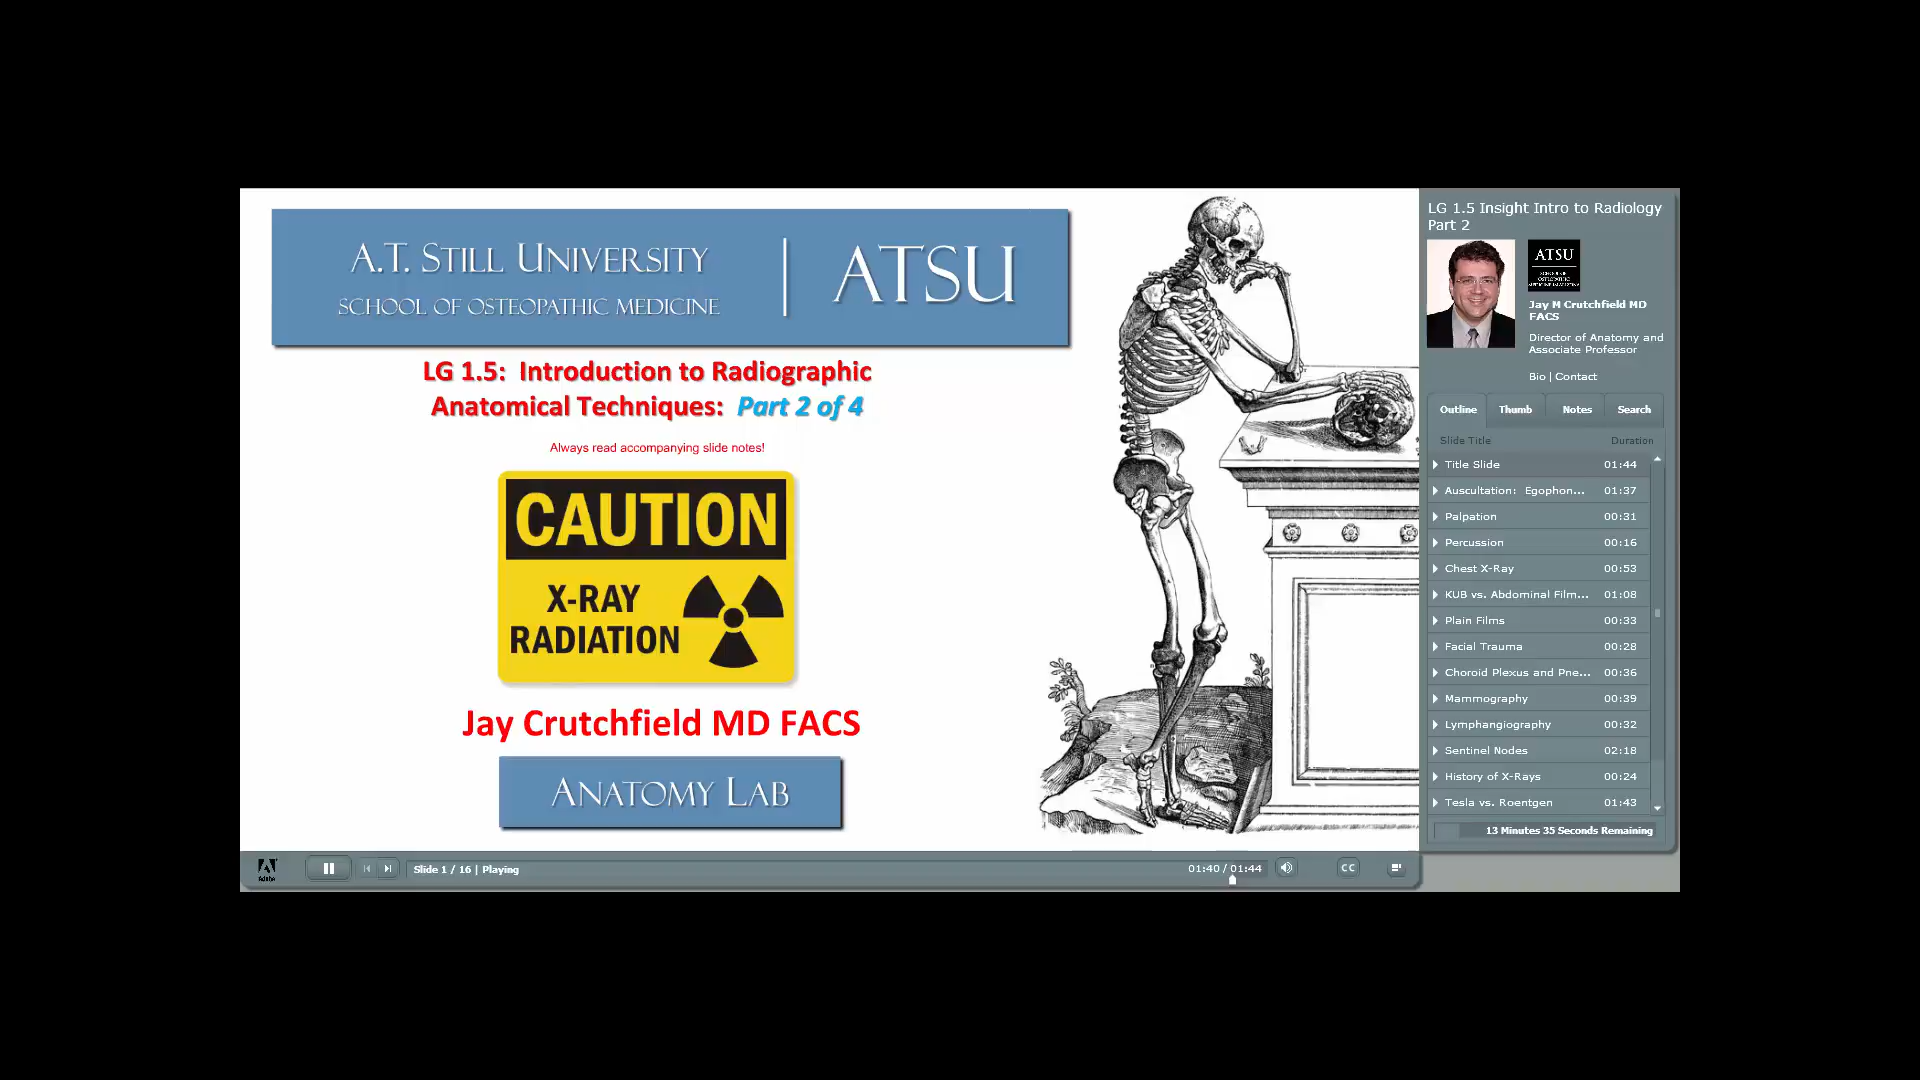 A.T. STILL UNIVERSITY
SCHOOL OF OSTEOPATHIC MEDICINE
ATSU
LG 1.5: Introduction to Radiographic
Anatomical Techniques: Part 2 of 4
Always read accompanying slide notes!
CAUTION
X-RAY
RADIATION
Jay Crutchfield MD FACS
ANATOMY LAB
LG 1.5 Insight Intro to Radiology
Part 2
ATSU
Jay M Crutchfield MD
FACS
Director of Anatomy and
Associate Professor
Bio | Contact
Outline Thumb Notes Search
Slide Title Duration
Title Slide 01:44
Auscultation: Egophon... 01:37
Palpation 00:31
Percussion 00:16
Chest X-Ray 00:53
KUB vs. Abdominal Film... 01:08
Plain Films 00:33
Facial Trauma 00:28
Choroid Plexus and Pne... 00:36
Mammography 00:39
Lymphangiography 00:32
Sentinel Nodes 02:18
History of X-Rays 00:24
Tesla vs. Roentgen 01:43
13 Minutes 35 Seconds Remaining
Adobe
Slide 1 / 16 | Playing
01:40 / 01:44
CC